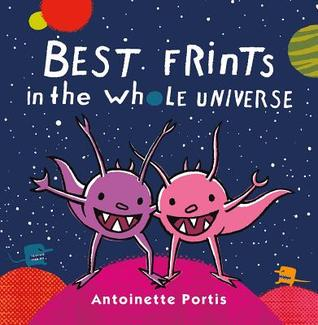 BEST FRINTS
in the whOLE UNIVERSE
Antoinette Portis